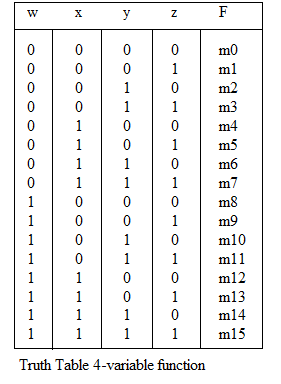 w x y z F
0 0 0 0 m0
0 0 0 1 m1
0 0 1 0 m2
0 0 1 1 m3
0 1 0 0 m4
0 1 0 1 m5
0 1 1 0 m6
0 1 1 1 m7
1 0 0 0 m8
1 0 0 1 m9
1 0 1 0 m10
1 0 1 1 m11
1 1 0 0 m12
1 1 0 1 m13
1 1 1 0 m14
1 1 1 1 m15
Truth Table 4-variable function